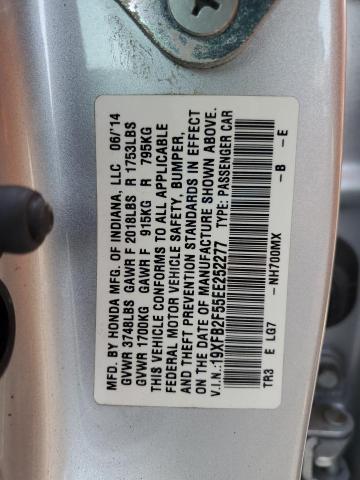 MFD. BY HONDA MFG. OF INDIANA, LLC 06/'14
GVWR 3748LBS GAWR F 2018LBS R 1753LBS
GVWR 1700KG GAWR F 915KG R 795KG
THIS VEHICLE CONFORMS TO ALL APPLICABLE
FEDERAL MOTOR VEHICLE SAFETY, BUMPER,
AND THEFT PREVENTION STANDARDS IN EFFECT
ON THE DATE OF MANUFACTURE SHOWN ABOVE.
V.I.N.:19XFB2F55EE252277 TYPE: PASSENGER CAR
TR3 E LG7 -NH700MX -B -E